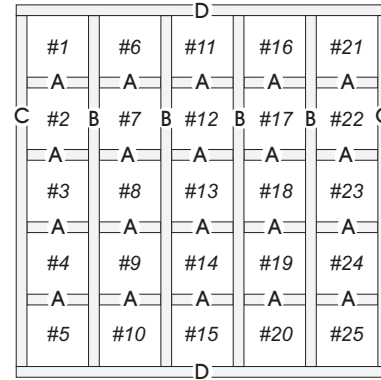 D
#1 #6 #11 #16 #21
A A A A A
C #2 B #7 B #12 B #17 B #22 C
A A A A A
#3 #8 #13 #18 #23
A A A A A
#4 #9 #14 #19 #24
A A A A A
#5 #10 #15 #20 #25
D